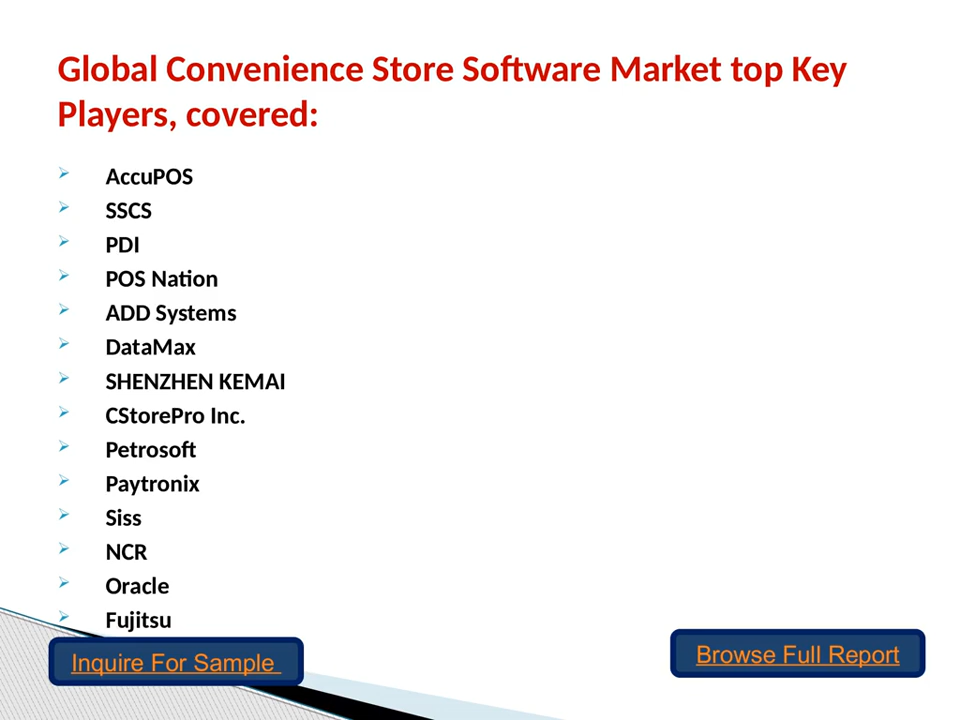 Global Convenience Store Software Market top Key
Players, covered:
AccuPOS
SSCS
PDI
POS Nation
ADD Systems
DataMax
SHENZHEN KEMAI
CStorePro Inc.
Petrosoft
Paytronix
Siss
NCR
Oracle
Fujitsu
Inquire For Sample
Browse Full Report